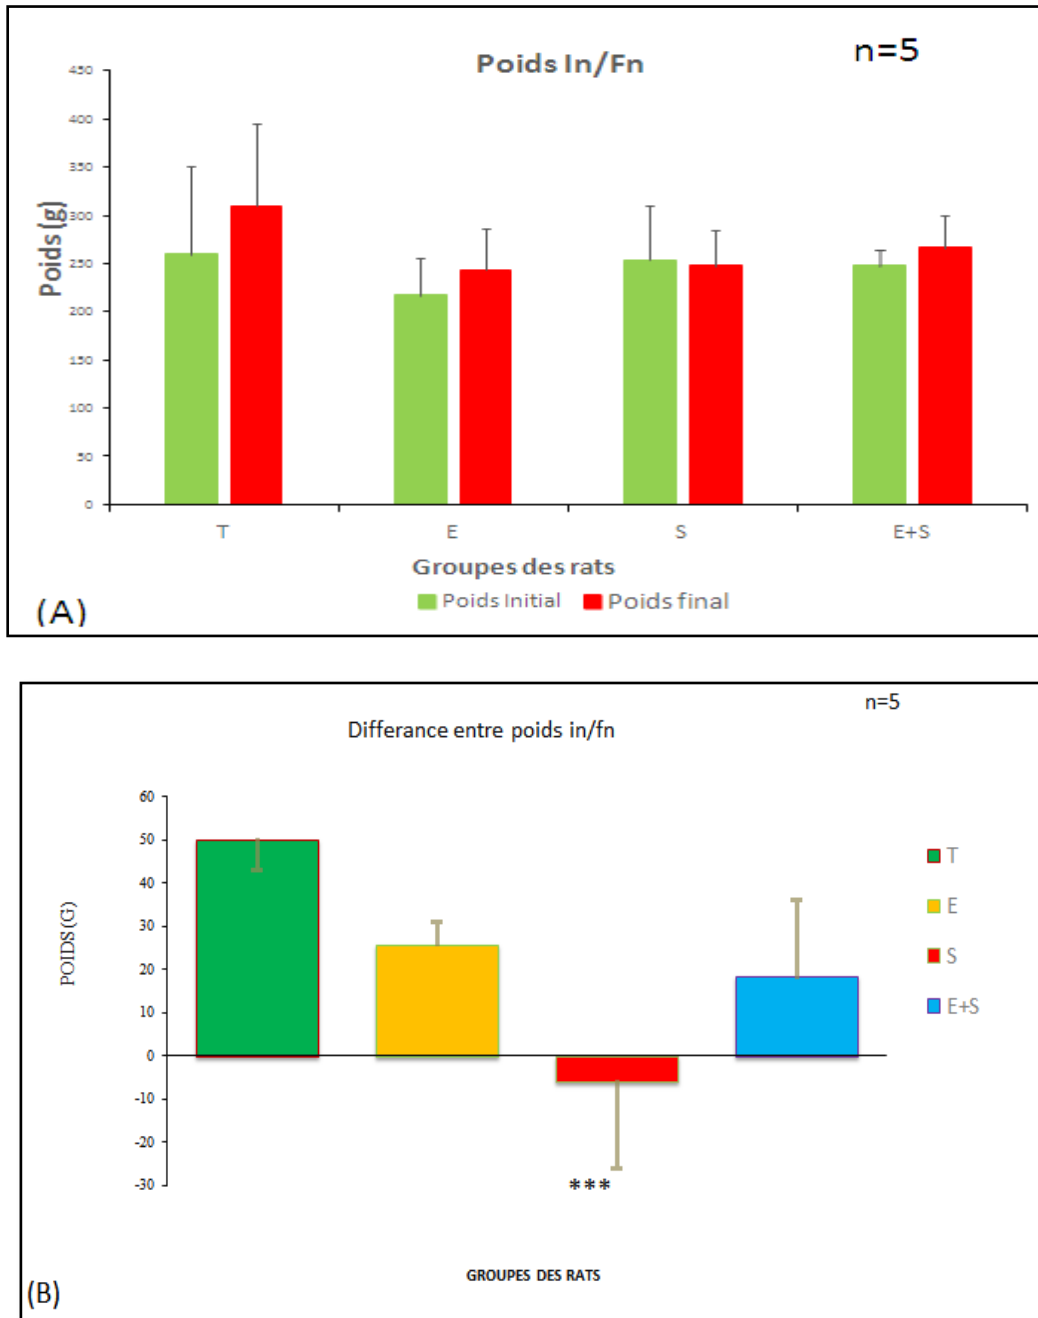 Poids In/Fn
n=5
450
400
350
300
250
200
150
100
50
0
Poids (g)
T E S E+S
Groupes des rats
Poids Initial Poids final
(A)
n=5
Differance entre poids in/fn
60
50
40
30
20
10
0
-10
-20
-30
POIDS (G)
T
E
S
E+S
***
GROUPES DES RATS
(B)